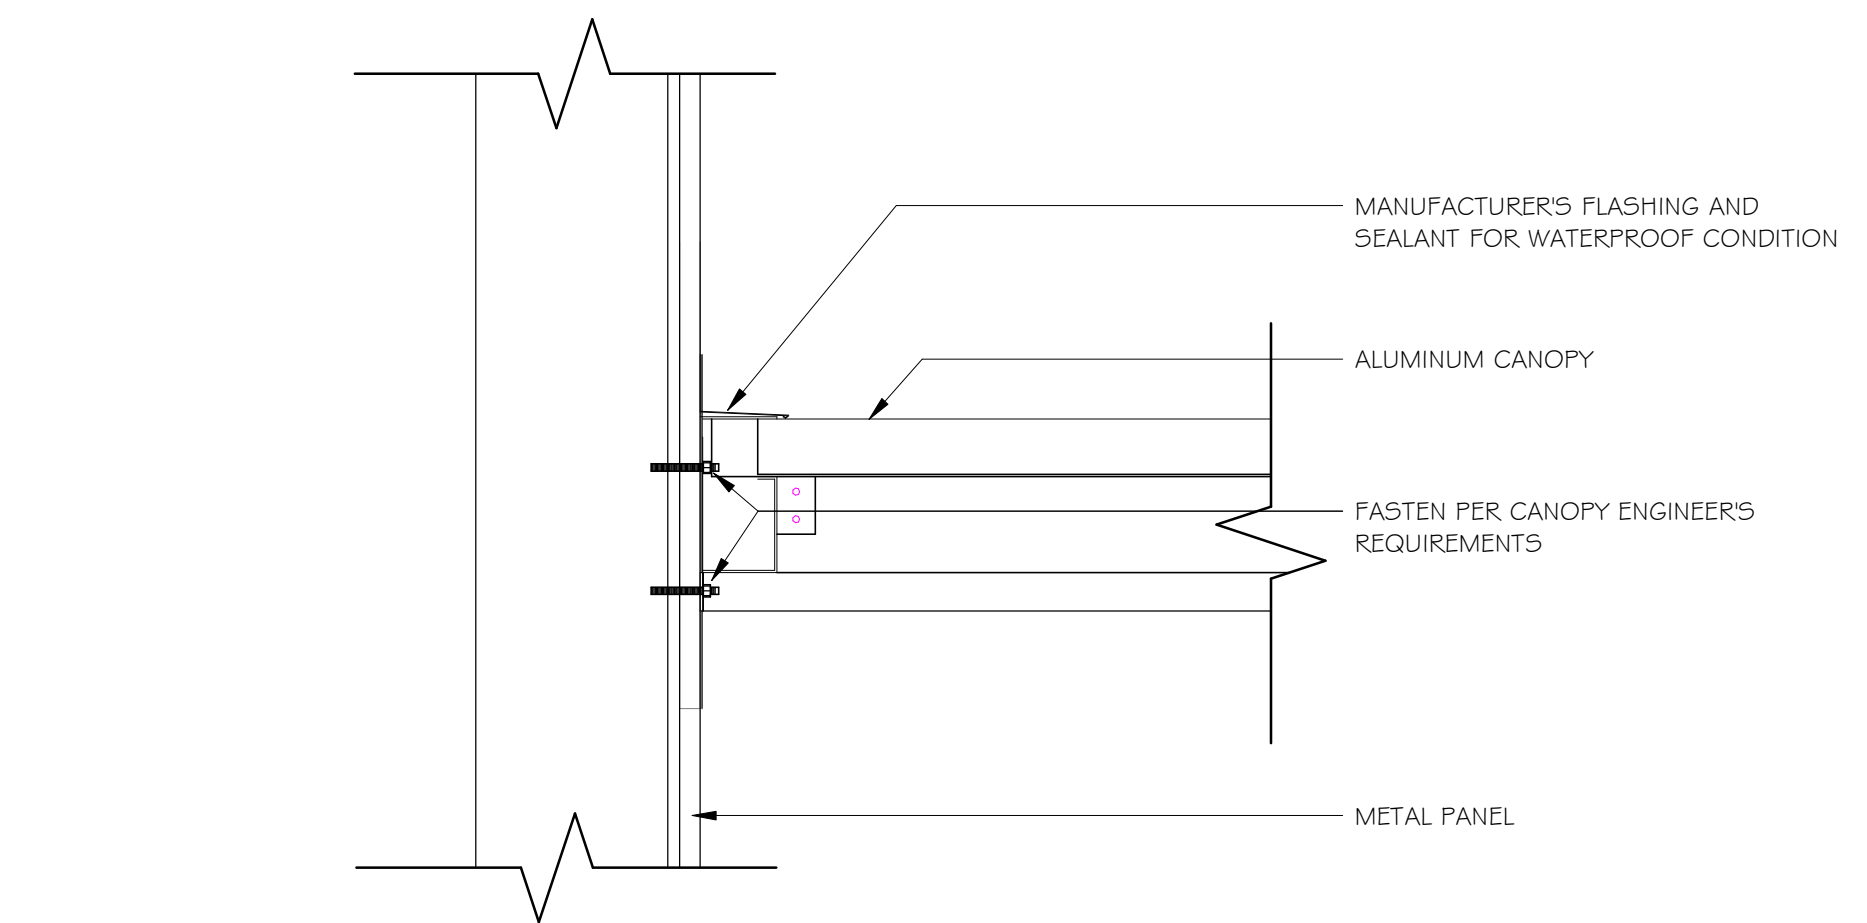 MANUFACTURER'S FLASHING AND
SEALANT FOR WATERPROOF CONDITION
ALUMINUM CANOPY
FASTEN PER CANOPY ENGINEER'S
REQUIREMENTS
METAL PANEL